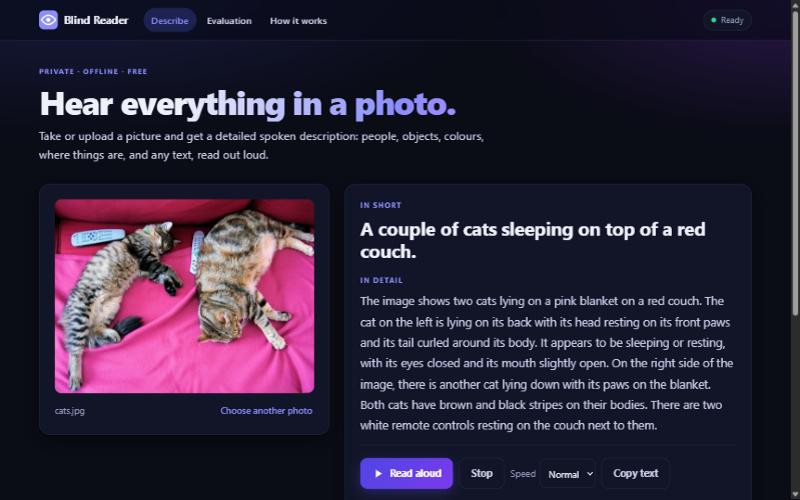 Blind Reader
Describe
Evaluation
How it works
Ready
PRIVATE · OFFLINE · FREE
Hear everything in a photo.
Take or upload a picture and get a detailed spoken description: people, objects, colours,
where things are, and any text, read out loud.
cats.jpg
Choose another photo
IN SHORT
A couple of cats sleeping on top of a red
couch.
IN DETAIL
The image shows two cats lying on a pink blanket on a red couch. The
cat on the left is lying on its back with its head resting on its front paws
and its tail curled around its body. It appears to be sleeping or resting,
with its eyes closed and its mouth slightly open. On the right side of the
image, there is another cat lying down with its paws on the blanket.
Both cats have brown and black stripes on their bodies. There are two
white remote controls resting on the couch next to them.
Read aloud
Stop
Speed
Normal
Copy text